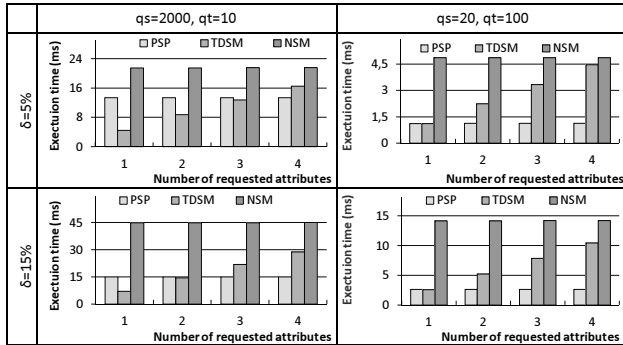 qs=2000, qt=10
qs=20, qt=100
δ=5%
PSP TDSM NSM
Exectuion time (ms)
24
16
8
0
1 2 3 4
Number of requested attributes
PSP TDSM NSM
Exectuion time (ms)
4,5
3
1,5
0
1 2 3 4
Number of requested attributes
δ=15%
PSP TDSM NSM
Exectuion time (ms)
45
30
15
0
1 2 3 4
Number of requested attributes
PSP TDSM NSM
Exectuion time (ms)
15
10
5
0
1 2 3 4
Number of requested attributes